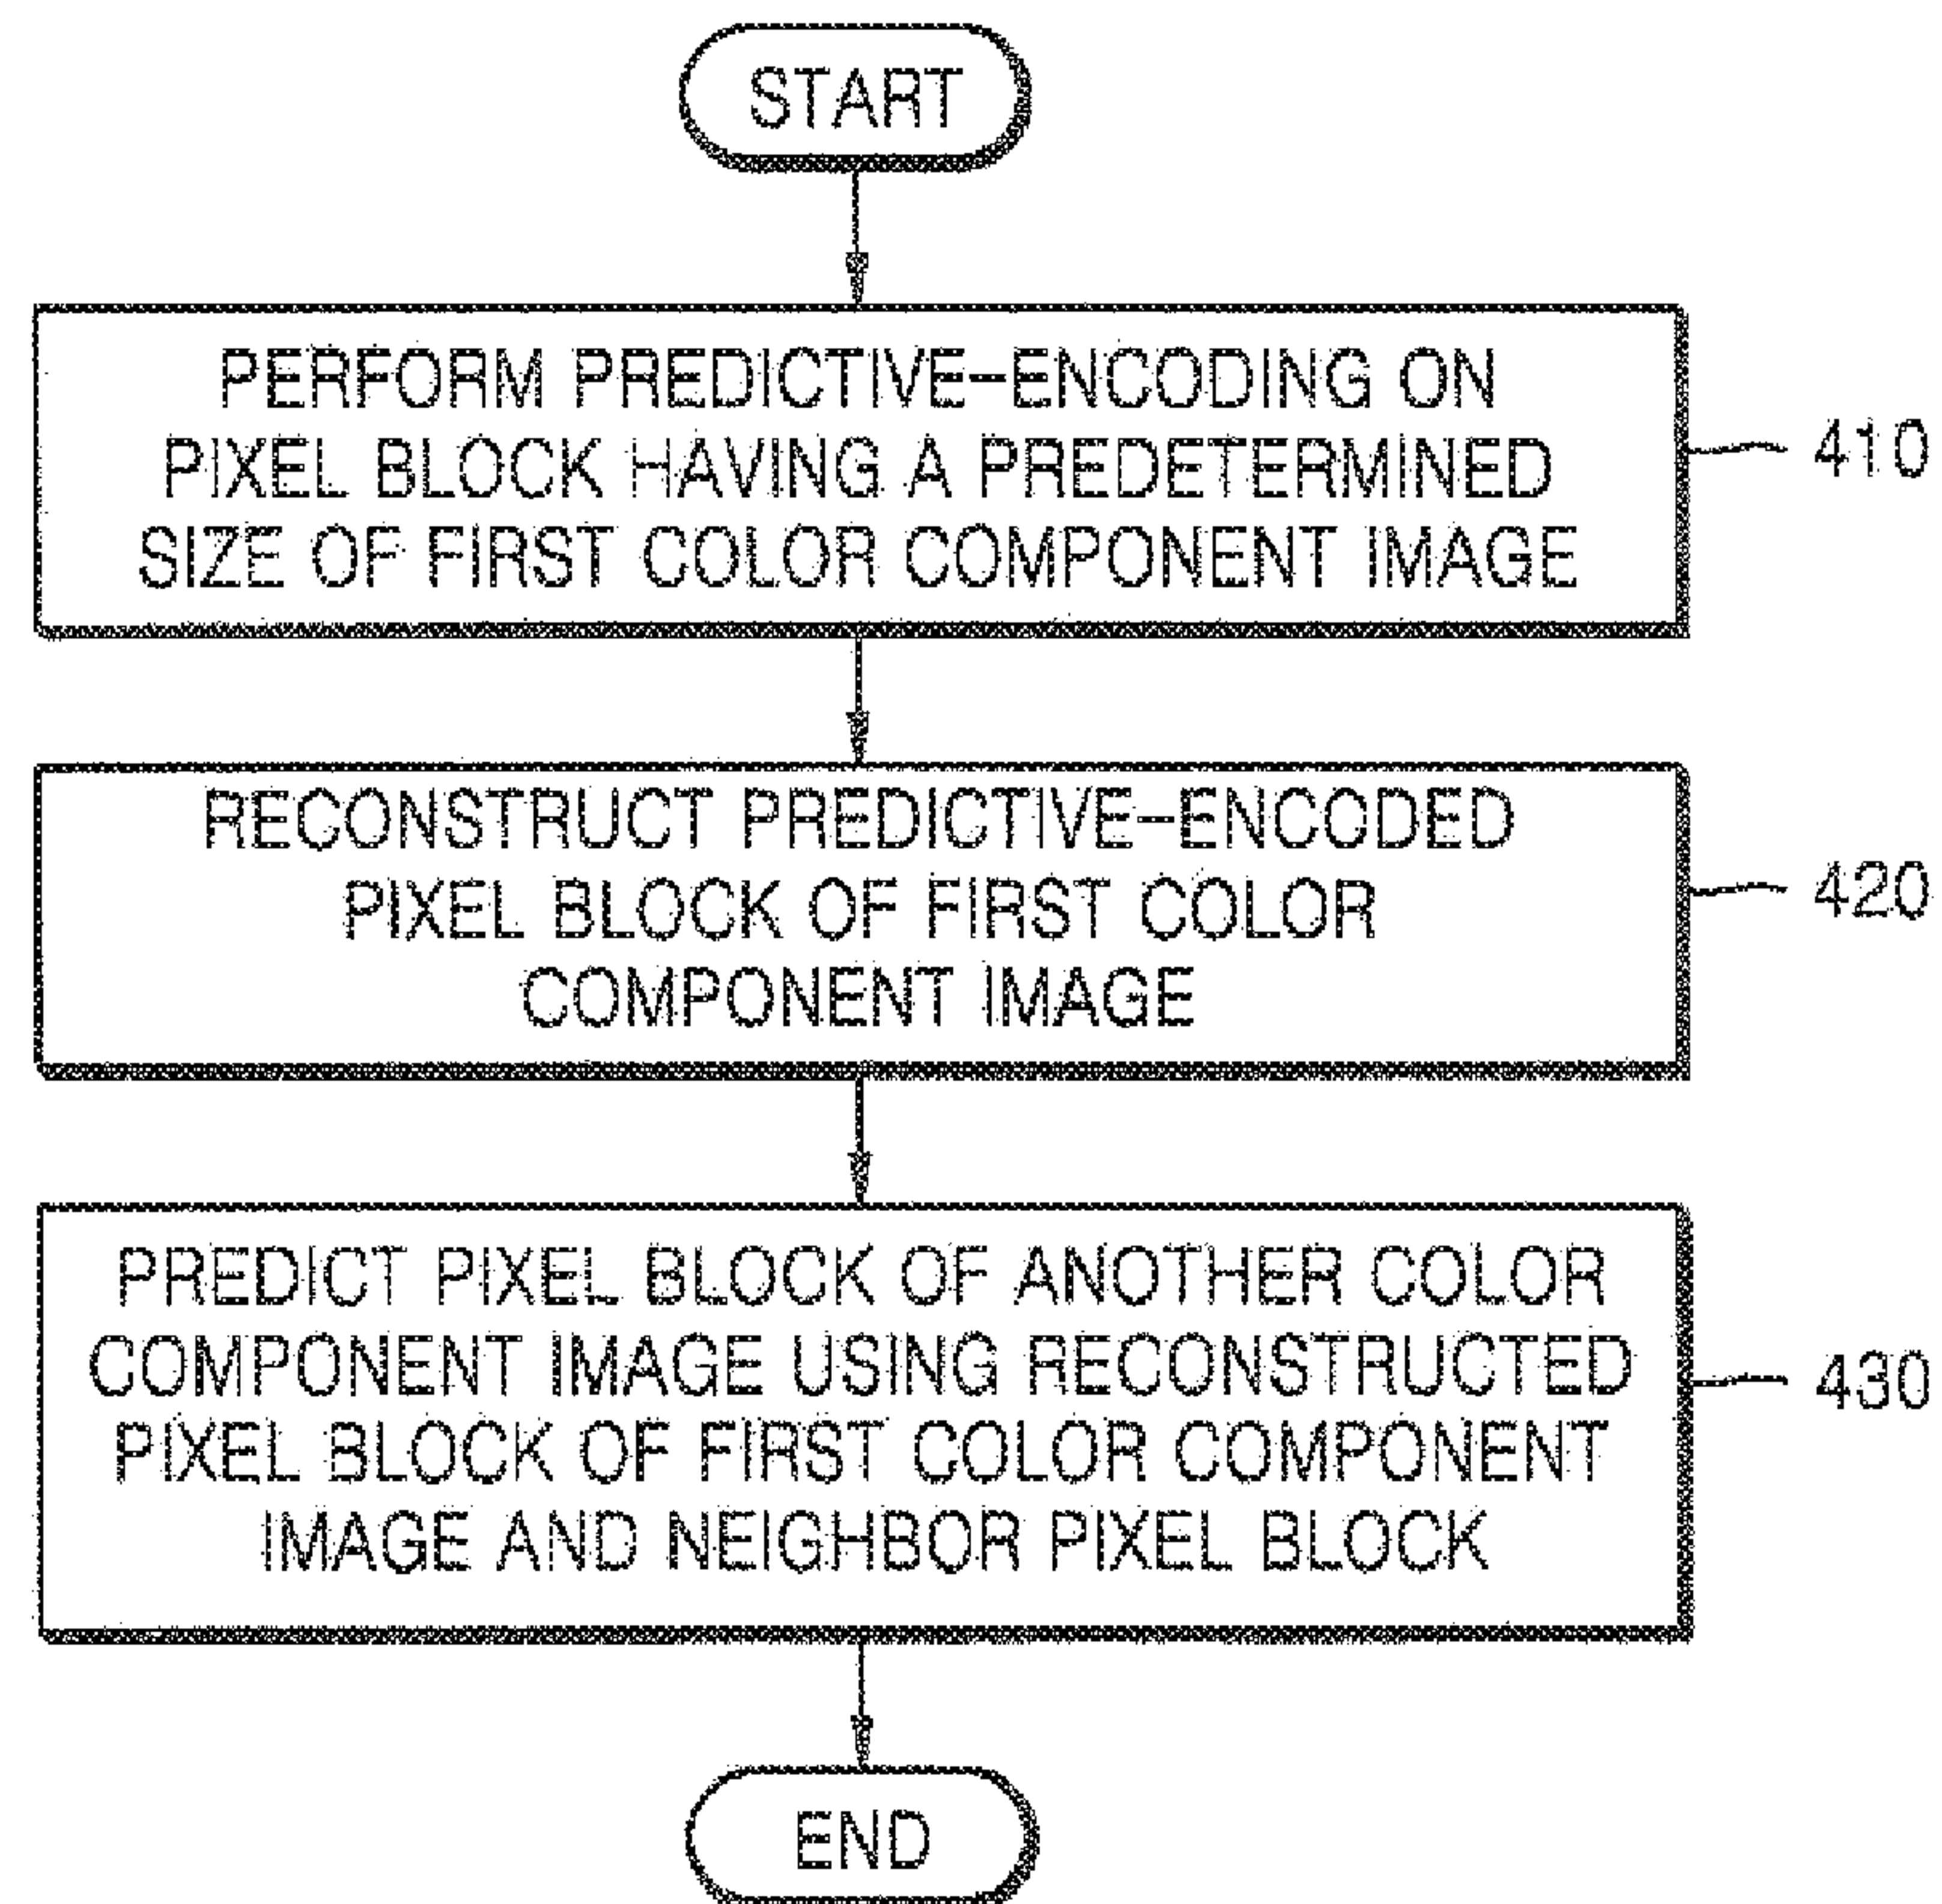 START
PERFORM PREDICTIVE-ENCODING ON
PIXEL BLOCK HAVING A PREDETERMINED
SIZE OF FIRST COLOR COMPONENT IMAGE
410
RECONSTRUCT PREDICTIVE-ENCODED
PIXEL BLOCK OF FIRST COLOR
COMPONENT IMAGE
420
PREDICT PIXEL BLOCK OF ANOTHER COLOR
COMPONENT IMAGE USING RECONSTRUCTED
PIXEL BLOCK OF FIRST COLOR COMPONENT
IMAGE AND NEIGHBOR PIXEL BLOCK
430
END